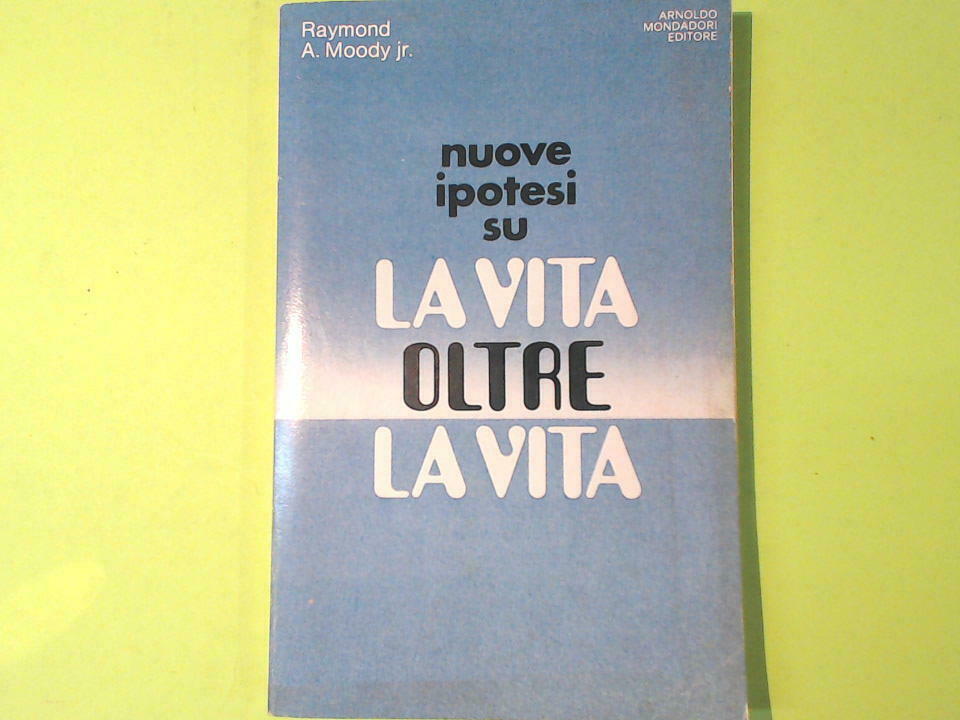 Raymond
A. Moody jr.
ARNOLDO
MONDADORI
EDITORE
nuove
ipotesi
su
LA VITA
OLTRE
LA VITA